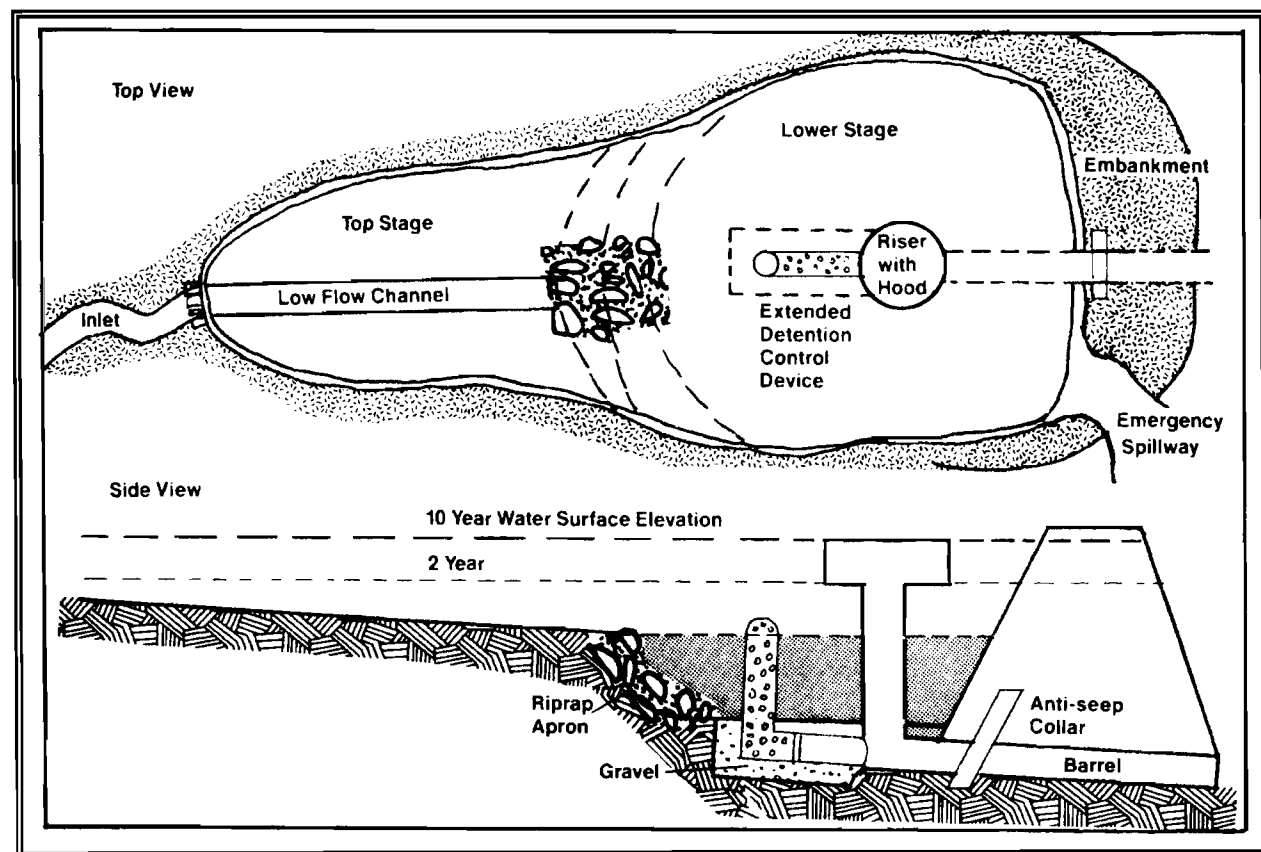 Top View
Lower Stage
Embankment
Top Stage
Riser
with
Hood
Low Flow Channel
Inlet
Extended
Detention
Control
Device
Emergency
Spillway
Side View
10 Year Water Surface Elevation
2 Year
Riprap
Apron
Anti-seep
Collar
Gravel
Barrel